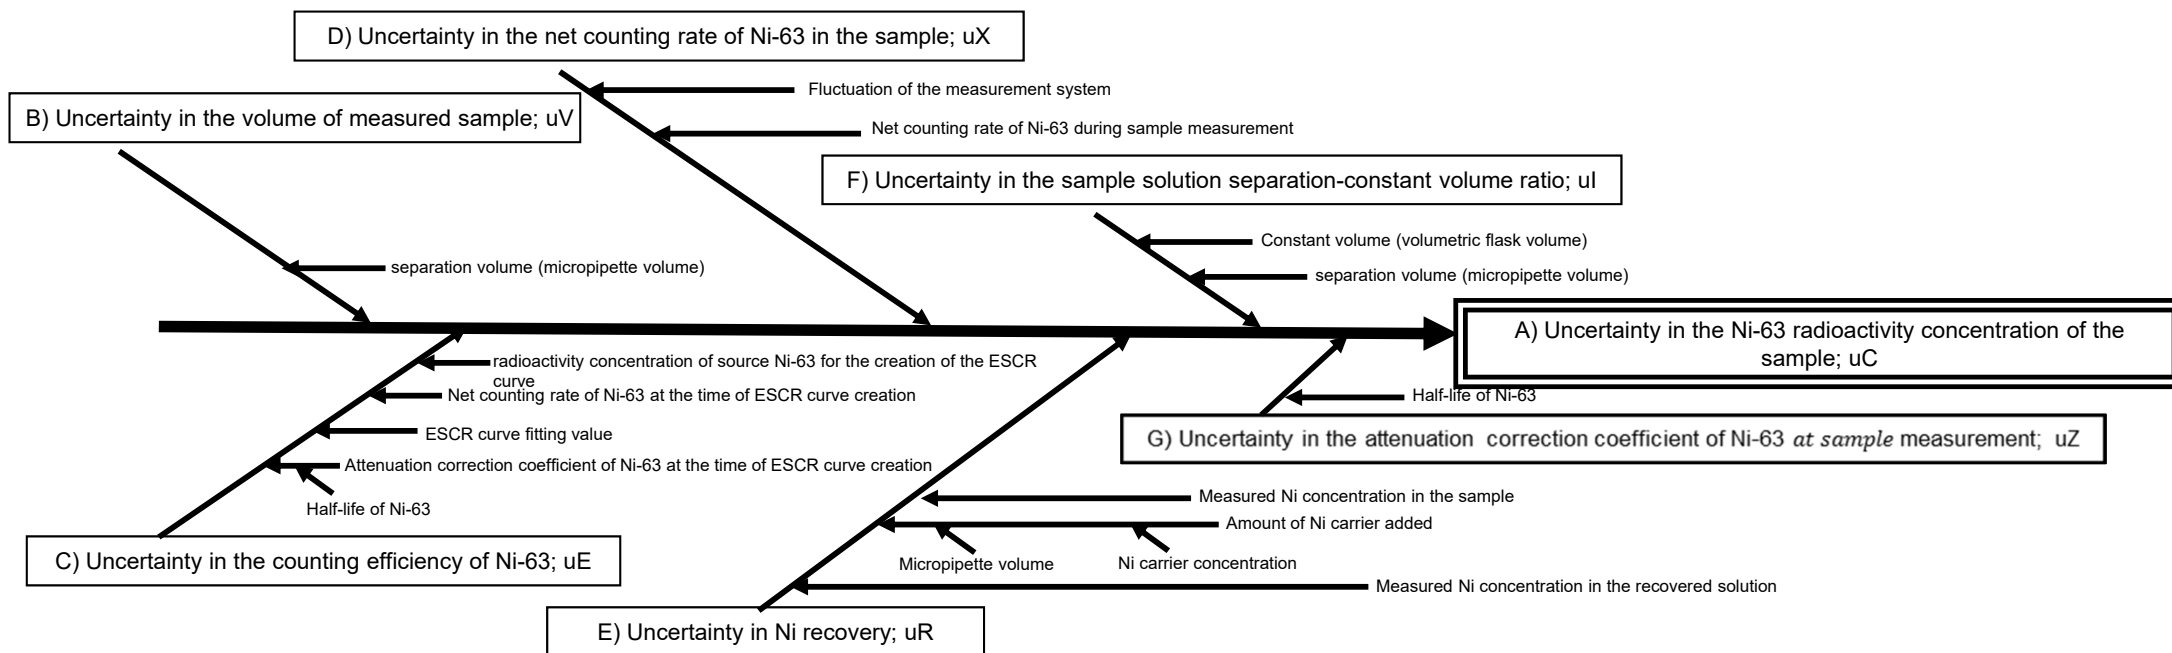 D) Uncertainty in the net counting rate of Ni-63 in the sample; uX
Fluctuation of the measurement system
B) Uncertainty in the volume of measured sample; uV
Net counting rate of Ni-63 during sample measurement
F) Uncertainty in the sample solution separation-constant volume ratio; uI
Constant volume (volumetric flask volume)
separation volume (micropipette volume)
separation volume (micropipette volume)
A) Uncertainty in the Ni-63 radioactivity concentration of the
sample; uC
radioactivity concentration of source Ni-63 for the creation of the ESCR
curve
Net counting rate of Ni-63 at the time of ESCR curve creation
Half-life of Ni-63
ESCR curve fitting value
G) Uncertainty in the attenuation correction coefficient of Ni-63 at sample measurement; uZ
Attenuation correction coefficient of Ni-63 at the time of ESCR curve creation
Half-life of Ni-63
Measured Ni concentration in the sample
Amount of Ni carrier added
C) Uncertainty in the counting efficiency of Ni-63; uE
Micropipette volume
Ni carrier concentration
Measured Ni concentration in the recovered solution
E) Uncertainty in Ni recovery; uR